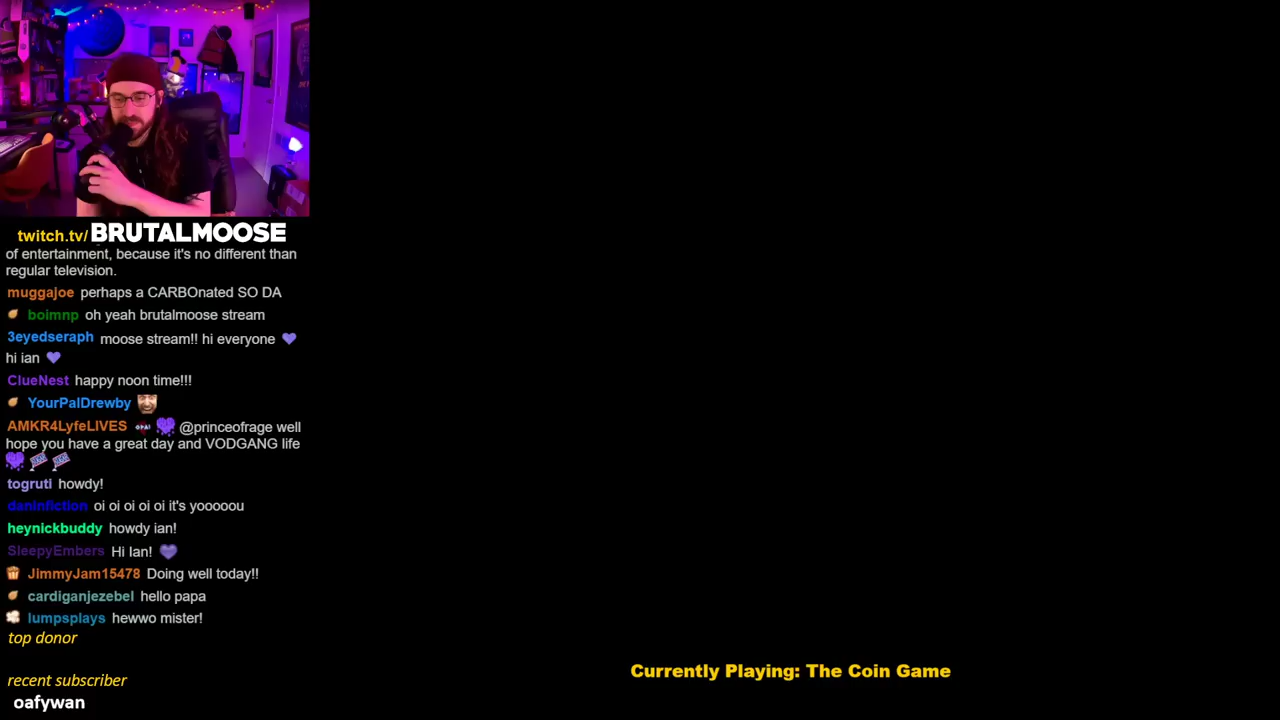 twitch.tv/BRUTALMOOSE
of entertainment, because it's no different than
regular television.
muggajoe perhaps a CARBOnated SO DA
boimnp oh yeah brutalmoose stream
3eyedseraph moose stream!! hi everyone
hi ian
ClueNest happy noon time!!!
YourPalDrewby
AMKR4LyfeLIVES @princeofrage well
hope you have a great day and VODGANG life
togruti howdy!
daninfiction oi oi oi oi oi it's yooooou
heynickbuddy howdy ian!
SleepyEmbers Hi Ian!
JimmyJam15478 Doing well today!!
cardiganjezebel hello papa
lumpsplays hewwo mister!
top donor
recent subscriber
oafywan
Currently Playing: The Coin Game